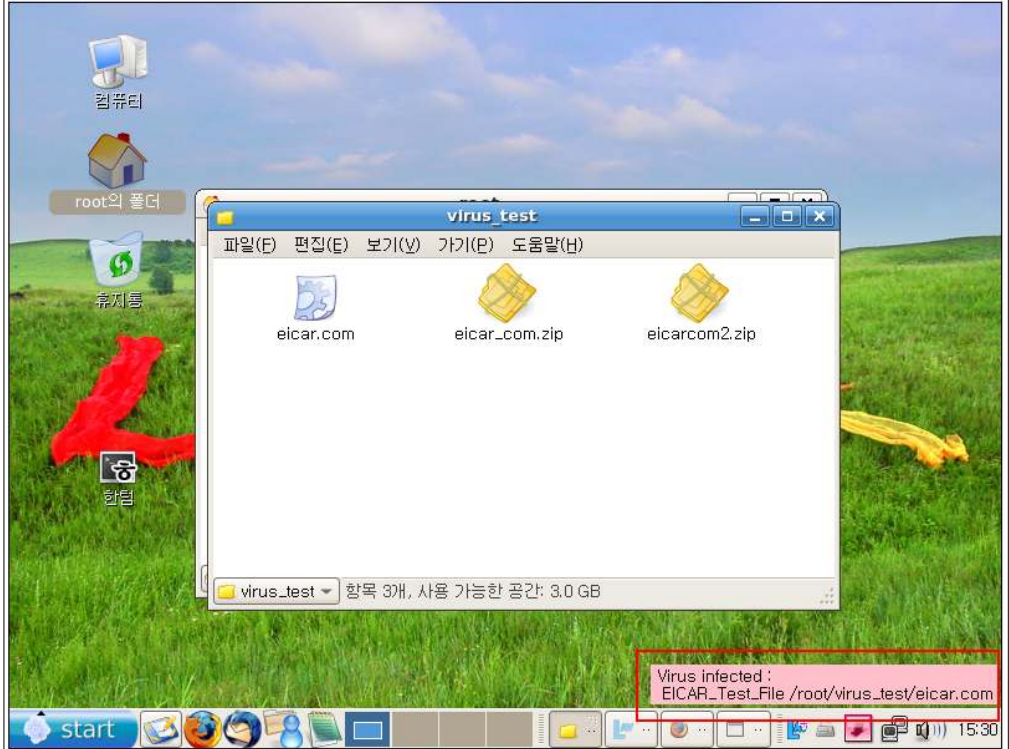 컴퓨터
root의 폴더
휴지통
한텀
virus_test
파일(F) 편집(E) 보기(V) 가기(P) 도움말(H)
eicar.com
eicar_com.zip
eicarcom2.zip
virus_test
항목 3개, 사용 가능한 공간: 3.0 GB
Virus infected :
EICAR_Test_File /root/virus_test/eicar.com
start
15:30